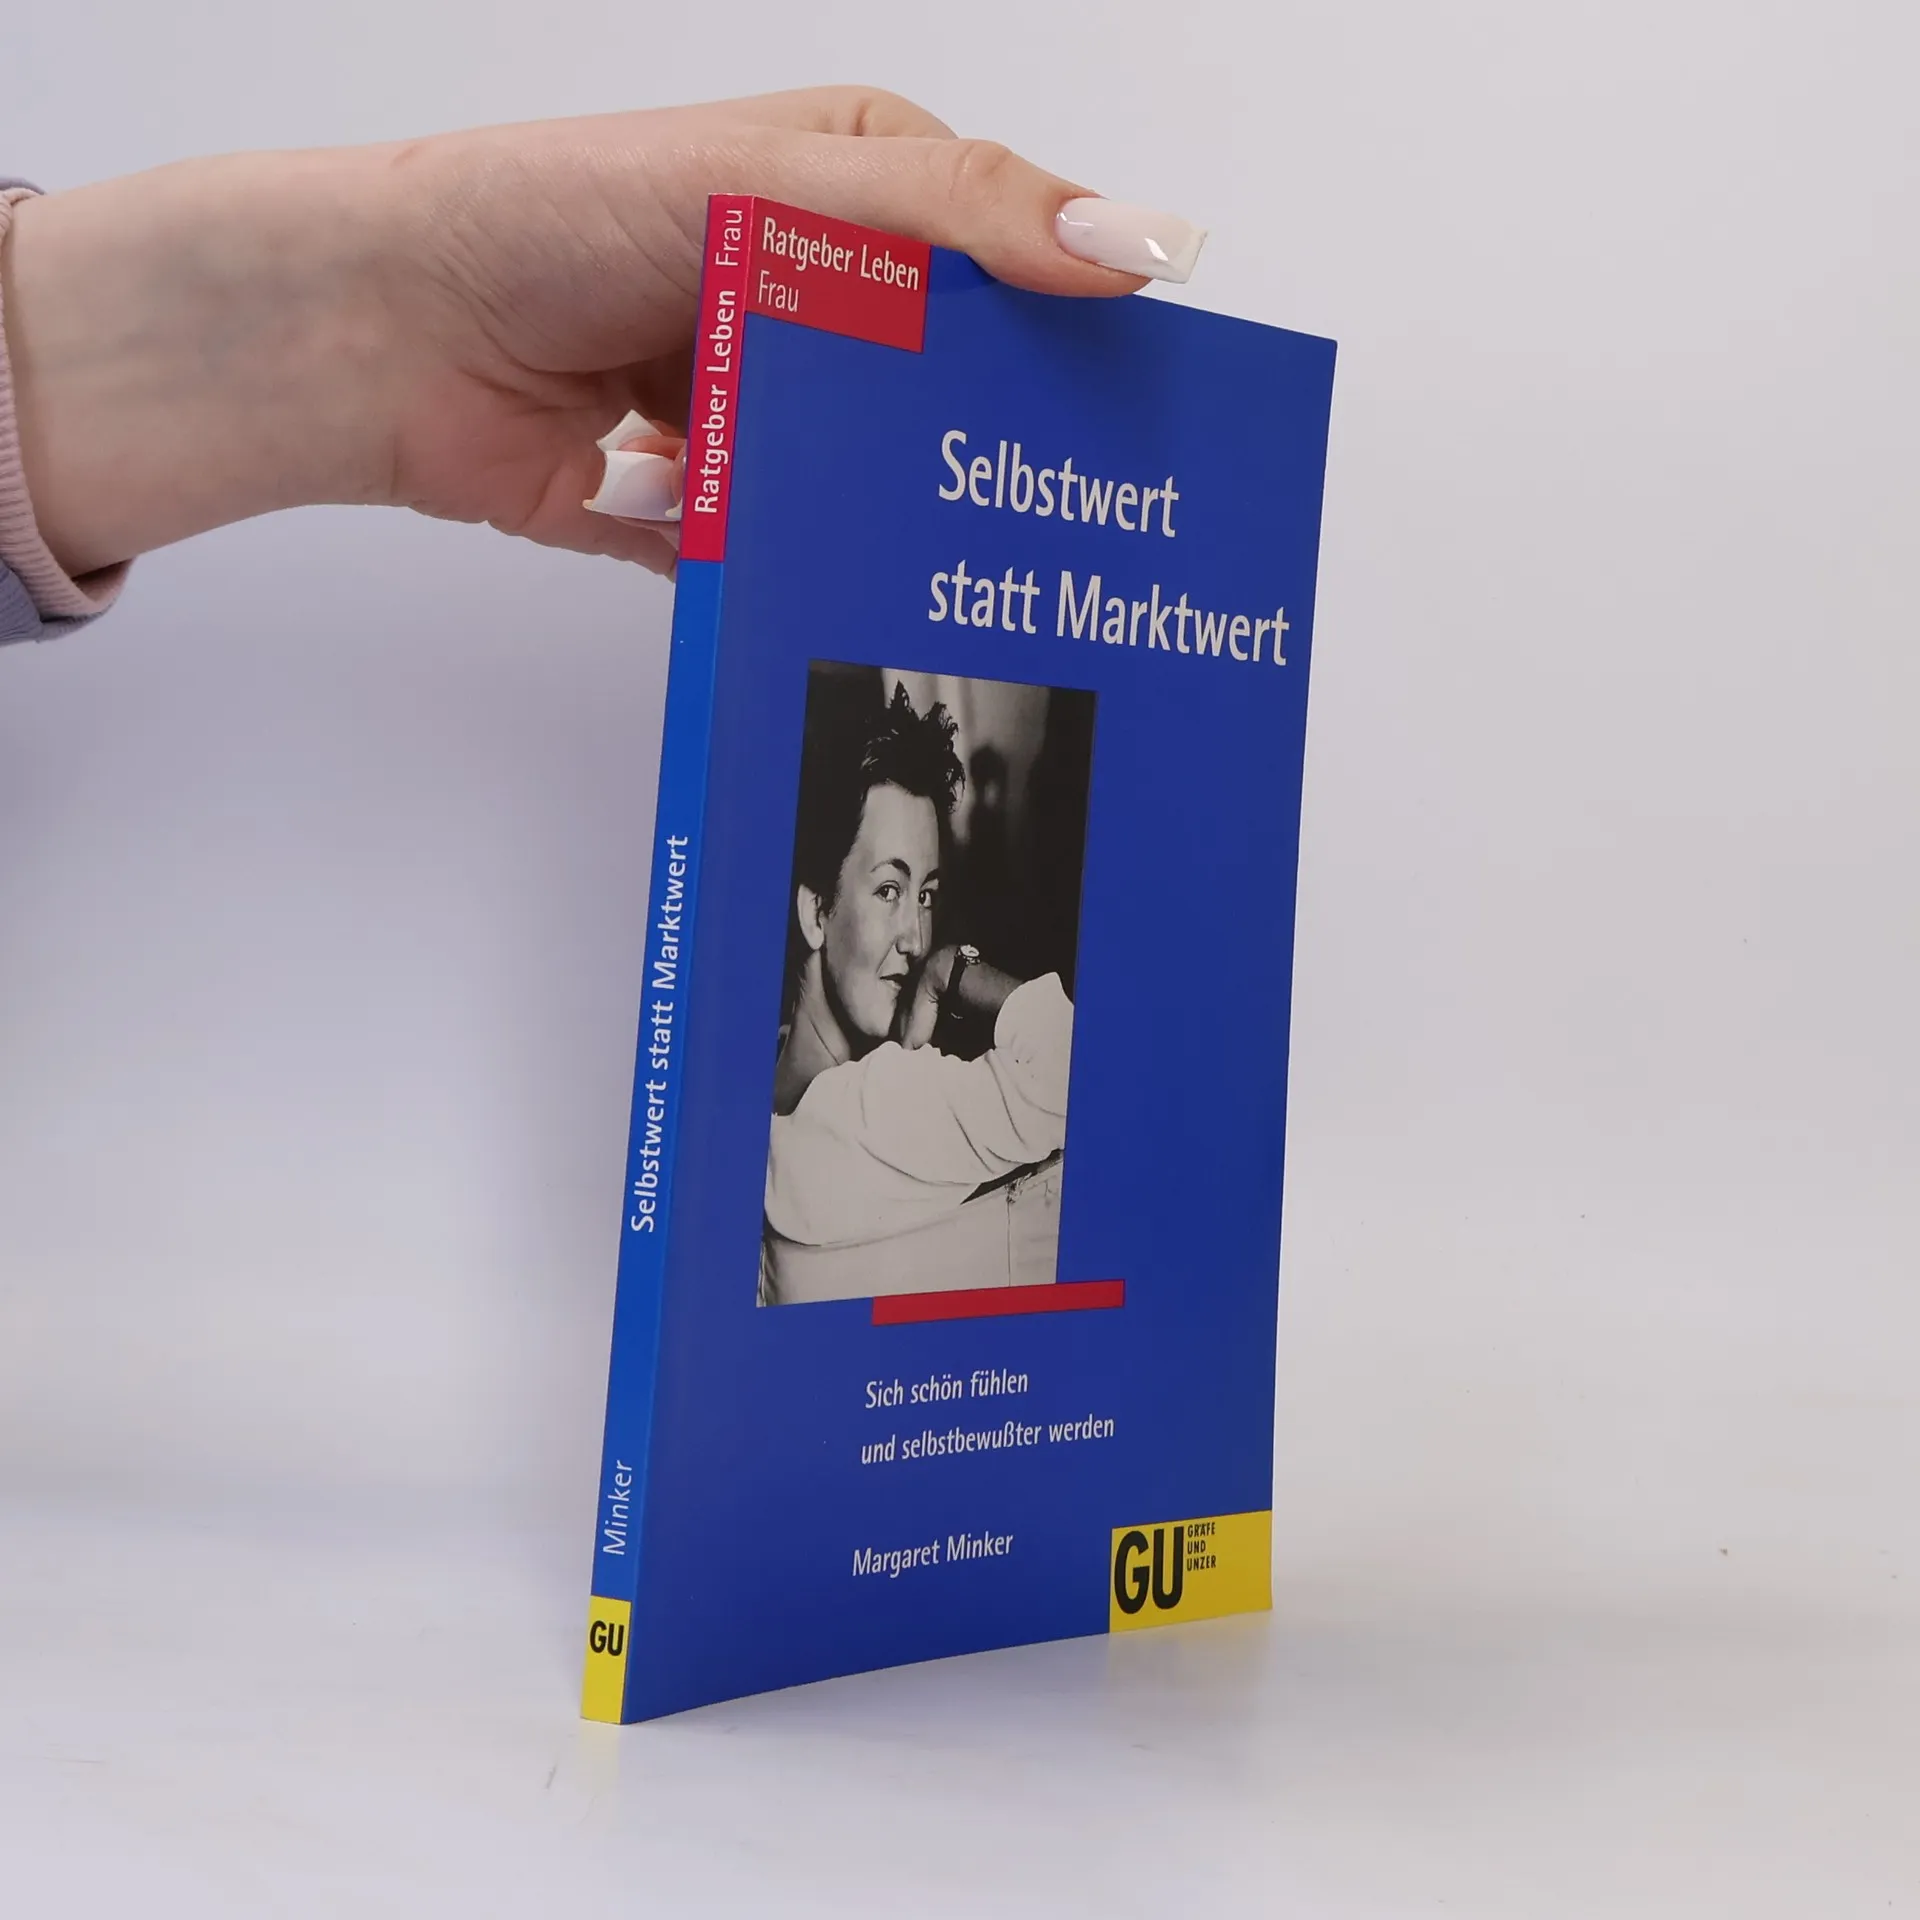 Ratgeber Leben
Frau
Selbstwert
statt Marktwert
Sich schön fühlen
und selbstbewußter werden
Margaret Minker
GU
GRÄFE
UND
UNZER
Ratgeber Leben Frau
Selbstwert statt Marktwert
Minker
GU